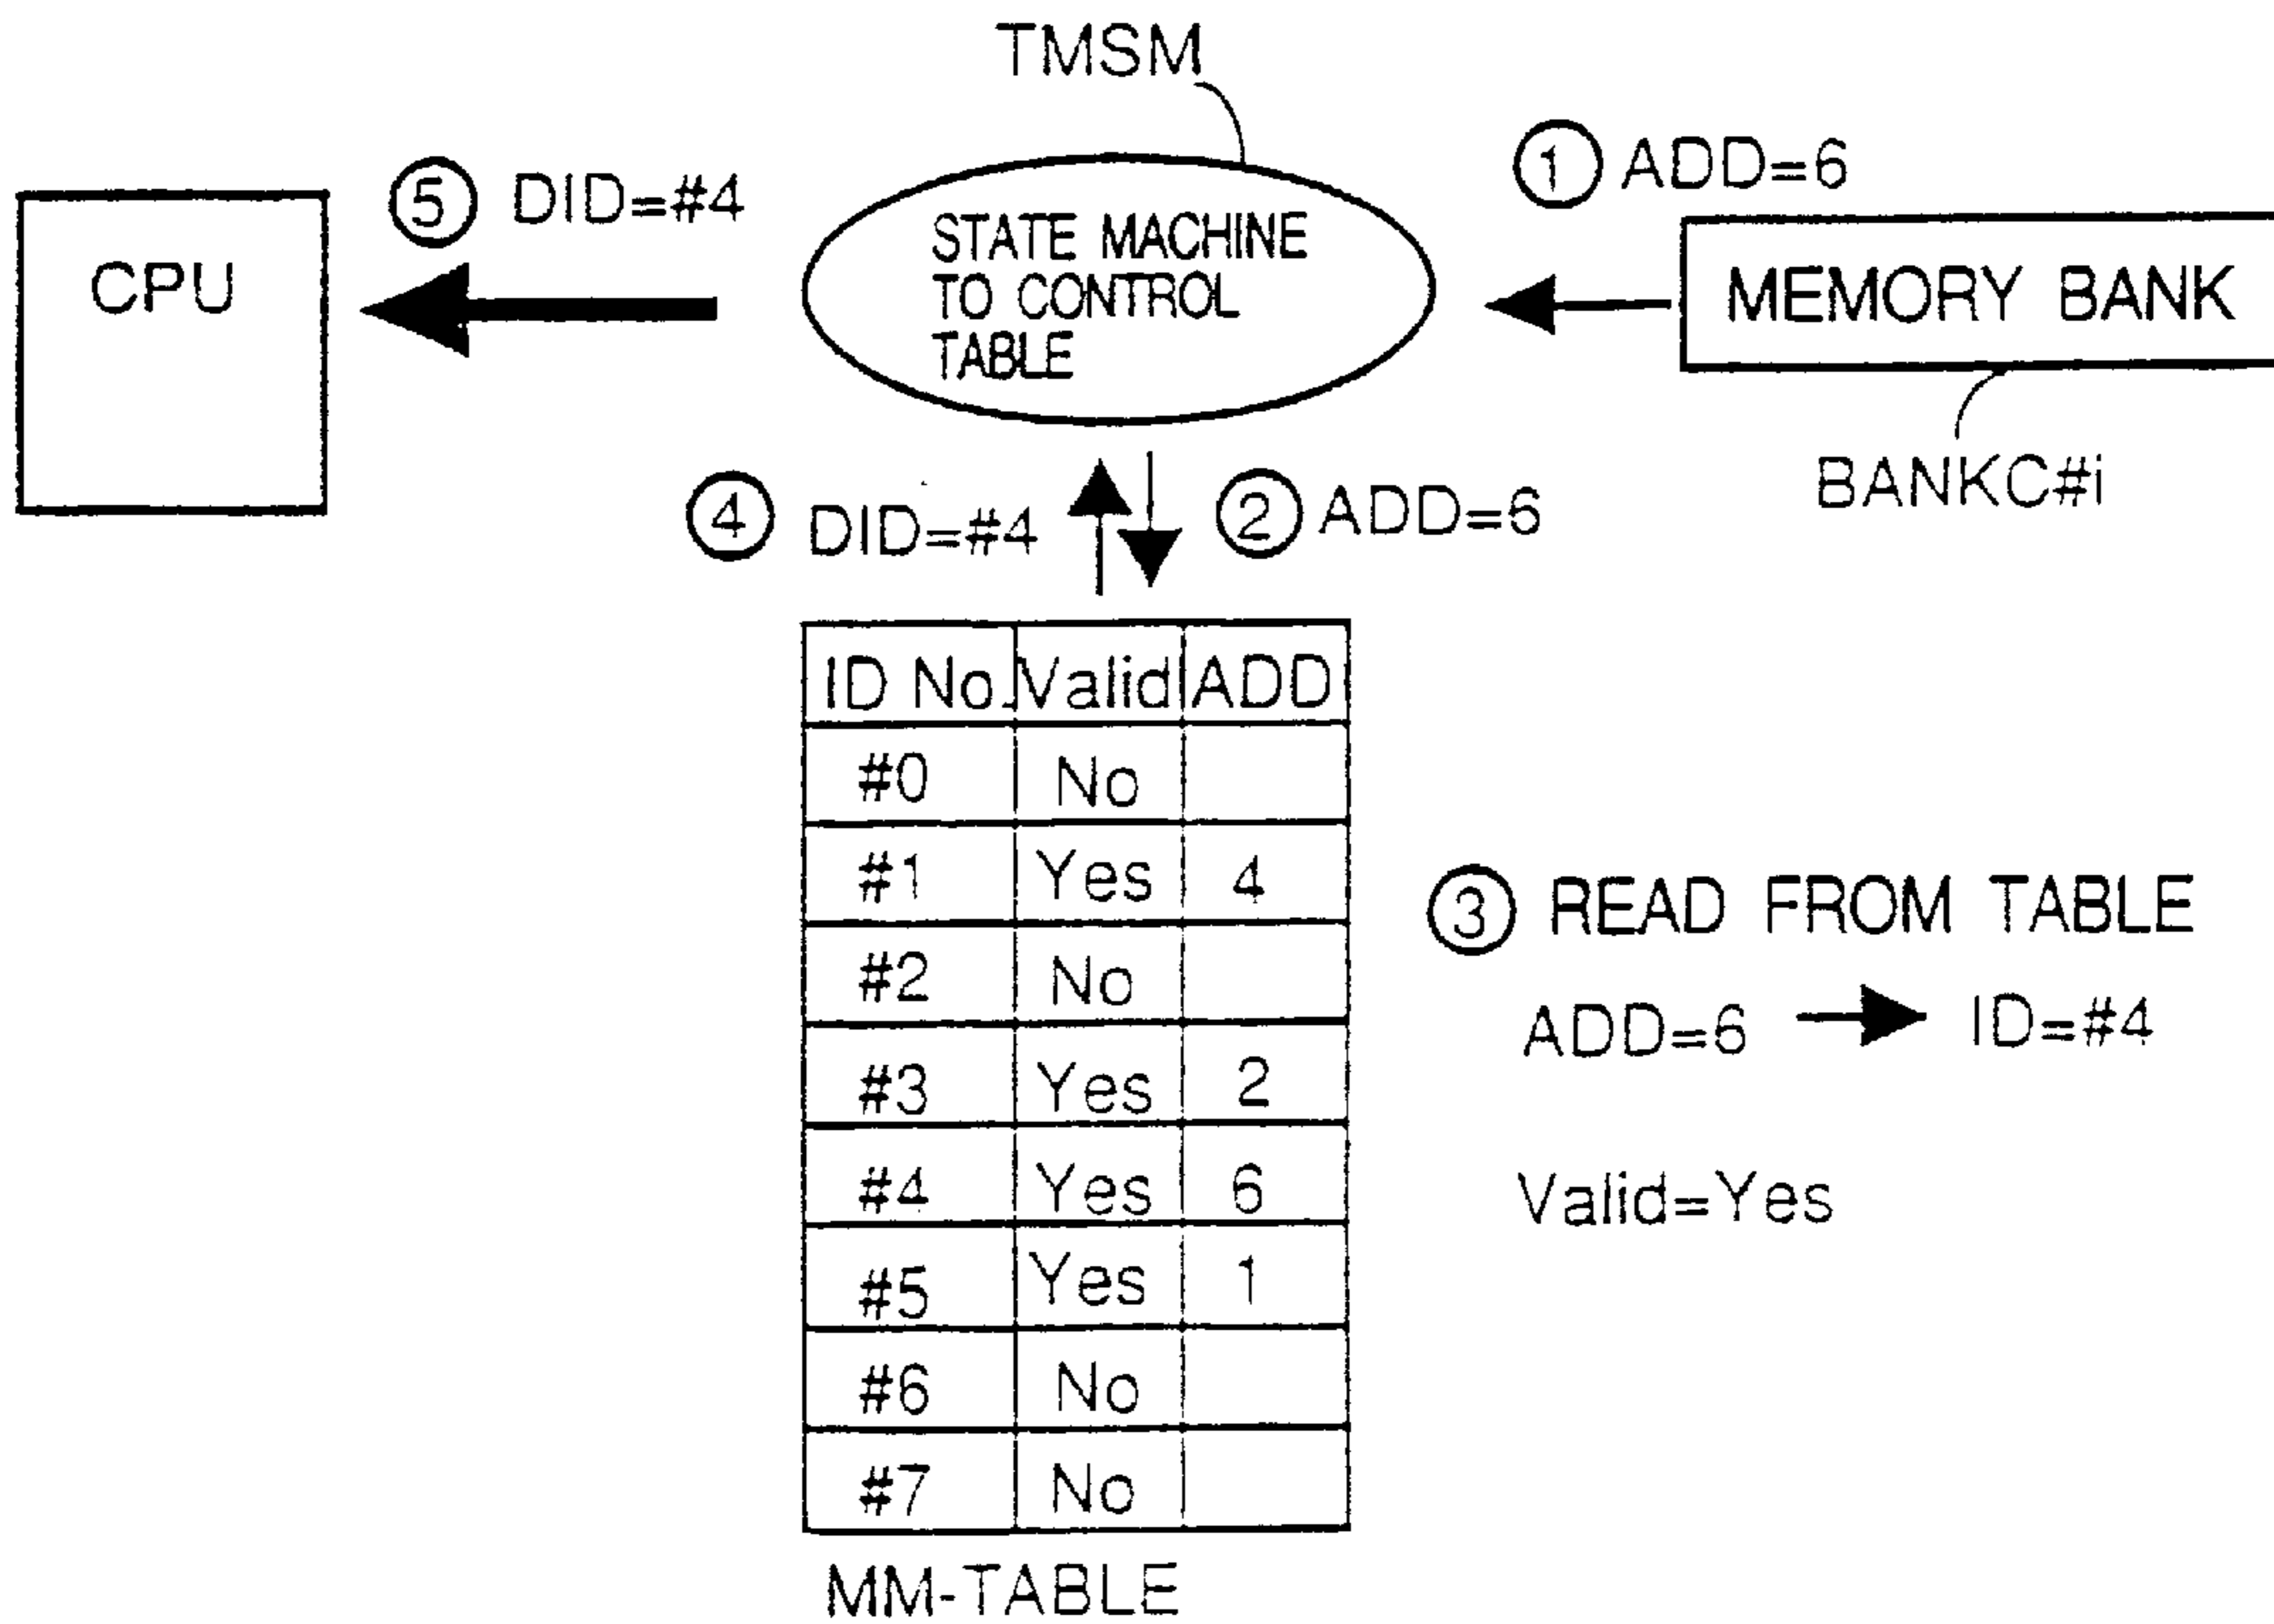 TMSM
① ADD=6
⑤ DID=#4
CPU
STATE MACHINE
TO CONTROL
TABLE
MEMORY BANK
BANKC#i
④ DID=#4
② ADD=6
ID No. Valid ADD
#0 No
#1 Yes 4
#2 No
#3 Yes 2
#4 Yes 6
#5 Yes 1
#6 No
#7 No
MM-TABLE
③ READ FROM TABLE
ADD=6 → ID=#4
Valid=Yes